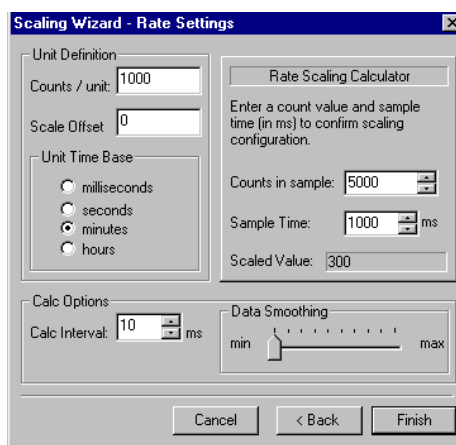 Scaling Wizard - Rate Settings
Unit Definition
Counts / unit: 1000
Scale Offset 0
Unit Time Base
milliseconds
seconds
minutes
hours
Rate Scaling Calculator
Enter a count value and sample
time (in ms) to confirm scaling
configuration.
Counts in sample: 5000
Sample Time: 1000 ms
Scaled Value: 300
Calc Options
Calc Interval: 10 ms
Data Smoothing
min max
Cancel < Back Finish